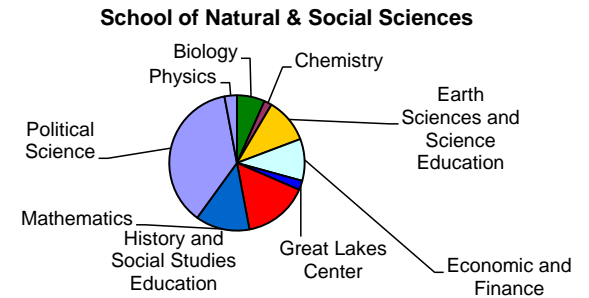 School of Natural & Social Sciences
Biology
Chemistry
Physics
Earth
Sciences and
Science
Education
Political
Science
Mathematics
History and
Social Studies
Education
Great Lakes
Center
Economic and
Finance